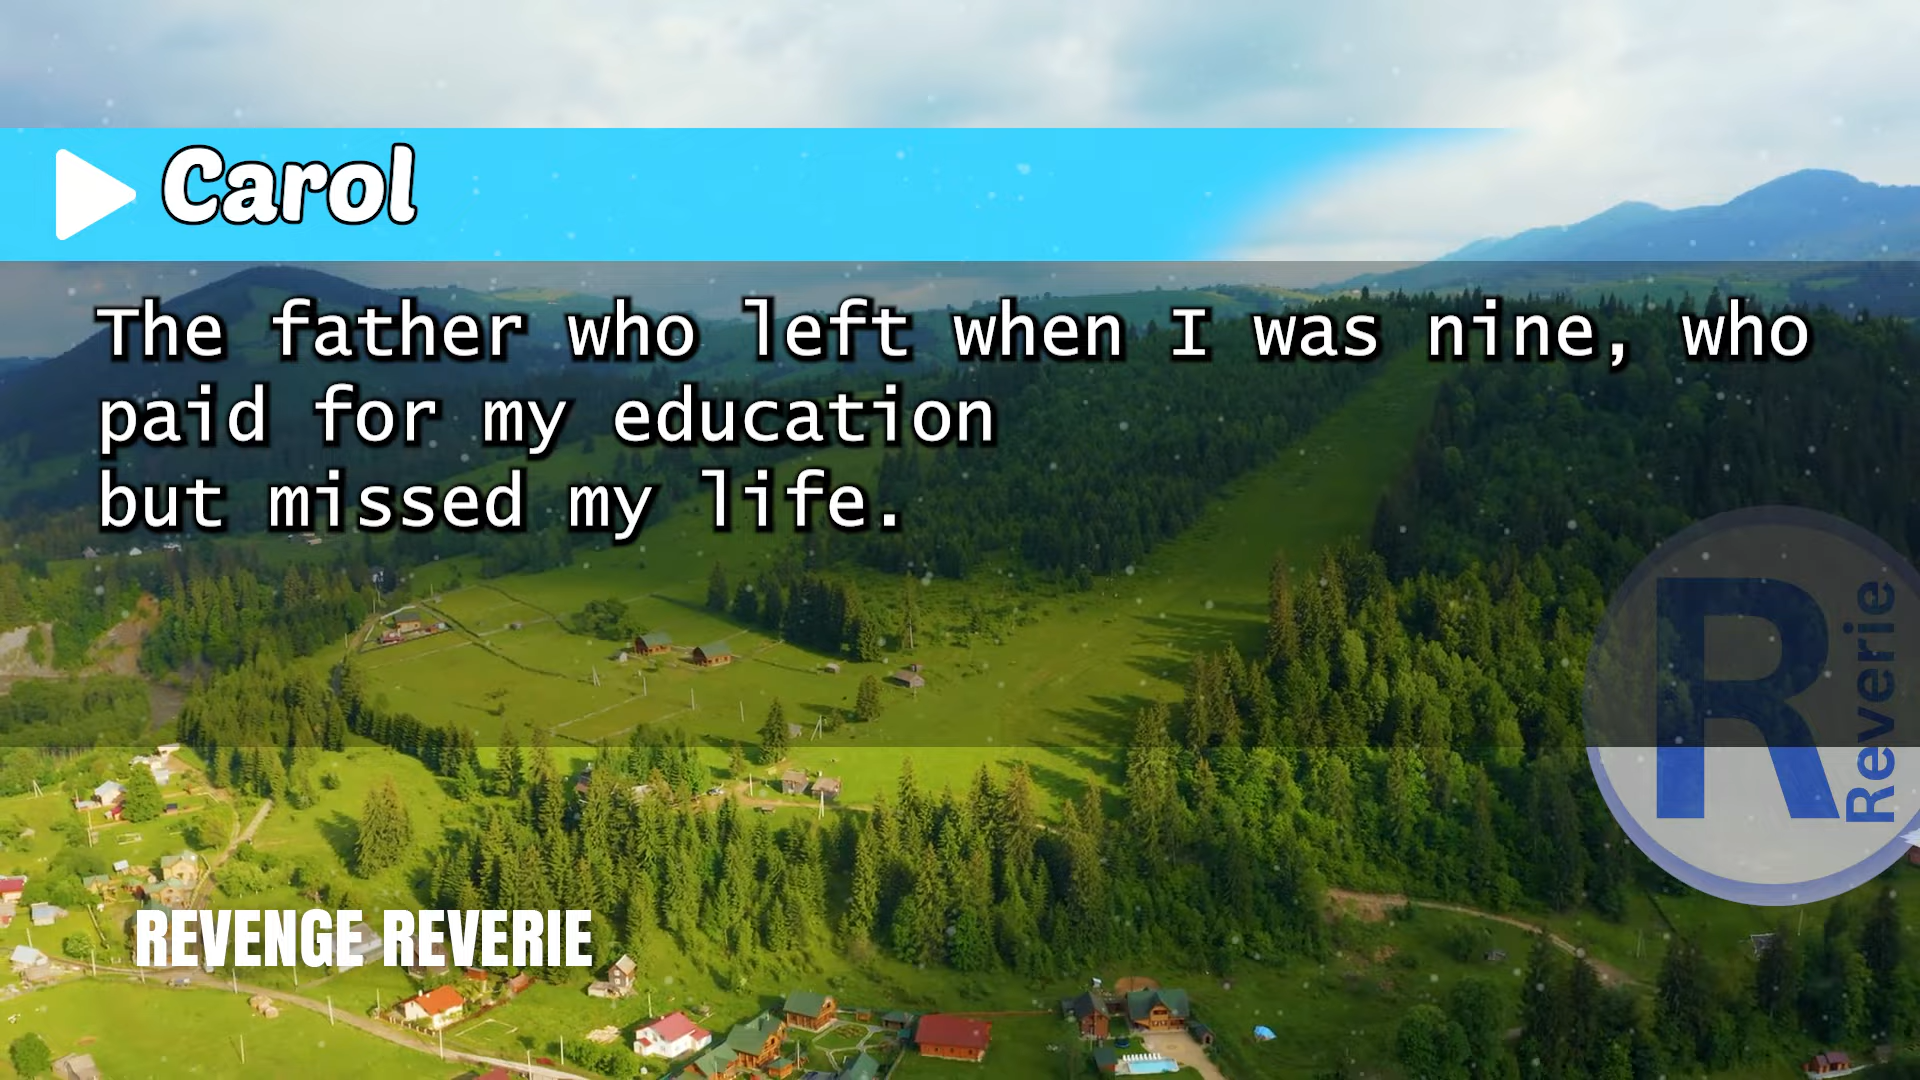 Carol
The father who left when I was nine, who
paid for my education
but missed my life.
R
Reverie
REVENGE REVERIE